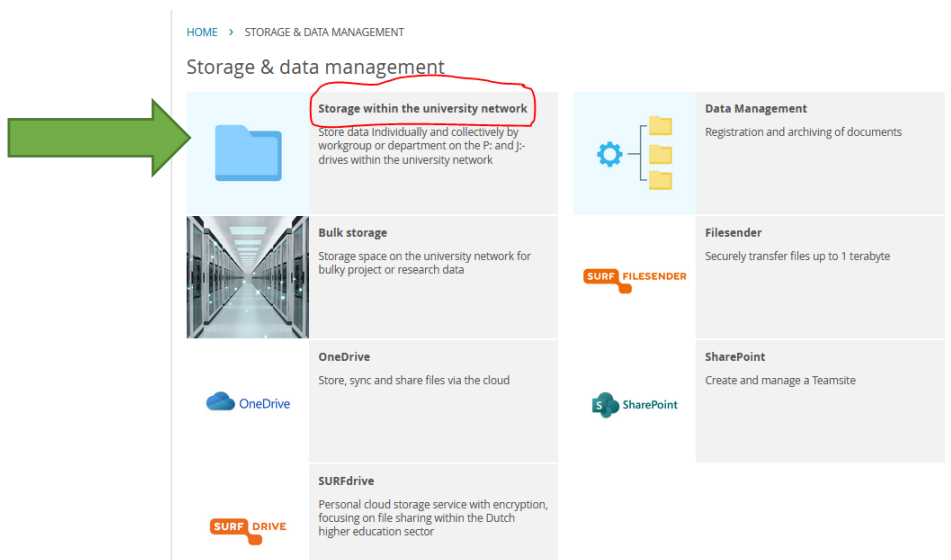 HOME > STORAGE & DATA MANAGEMENT
Storage & data management
Storage within the university network
Store data Individually and collectively by
workgroup or department on the P: and J:-
drives within the university network
Data Management
Registration and archiving of documents
Bulk storage
Storage space on the university network for
bulky project or research data
SURF FILESENDER
Filesender
Securely transfer files up to 1 terabyte
OneDrive
OneDrive
Store, sync and share files via the cloud
S SharePoint
SharePoint
Create and manage a Teamsite
SURF DRIVE
SURFdrive
Personal cloud storage service with encryption,
focusing on file sharing within the Dutch
higher education sector